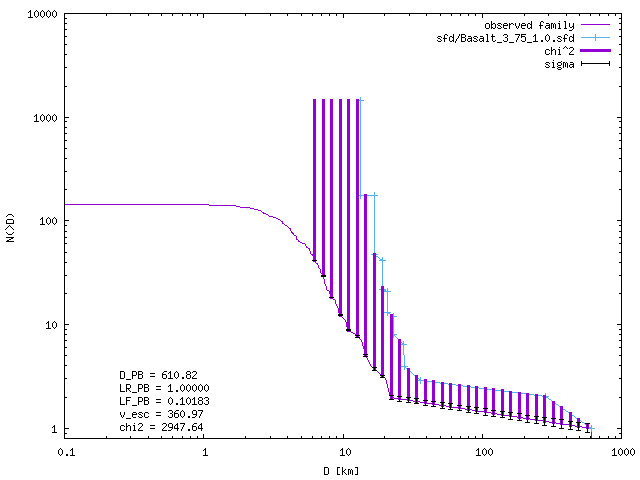 10000
1000
100
10
1
N(>D)
observed family
sfd/Basalt_3_75_1.0.sfd
chi^2
sigma
D_PB = 610.82
LR_PB = 1.00000
LF_PB = 0.10183
v_esc = 360.97
chi2 = 2947.64
0.1 1 10 100 1000
D [km]